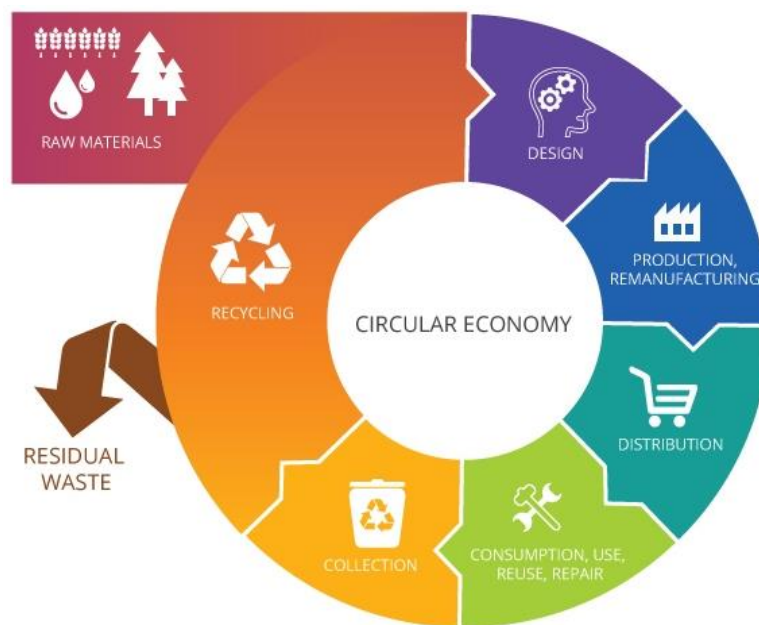 RAW MATERIALS
DESIGN
PRODUCTION,
REMANUFACTURING
RECYCLING
CIRCULAR ECONOMY
DISTRIBUTION
RESIDUAL
WASTE
CONSUMPTION, USE,
REUSE, REPAIR
COLLECTION